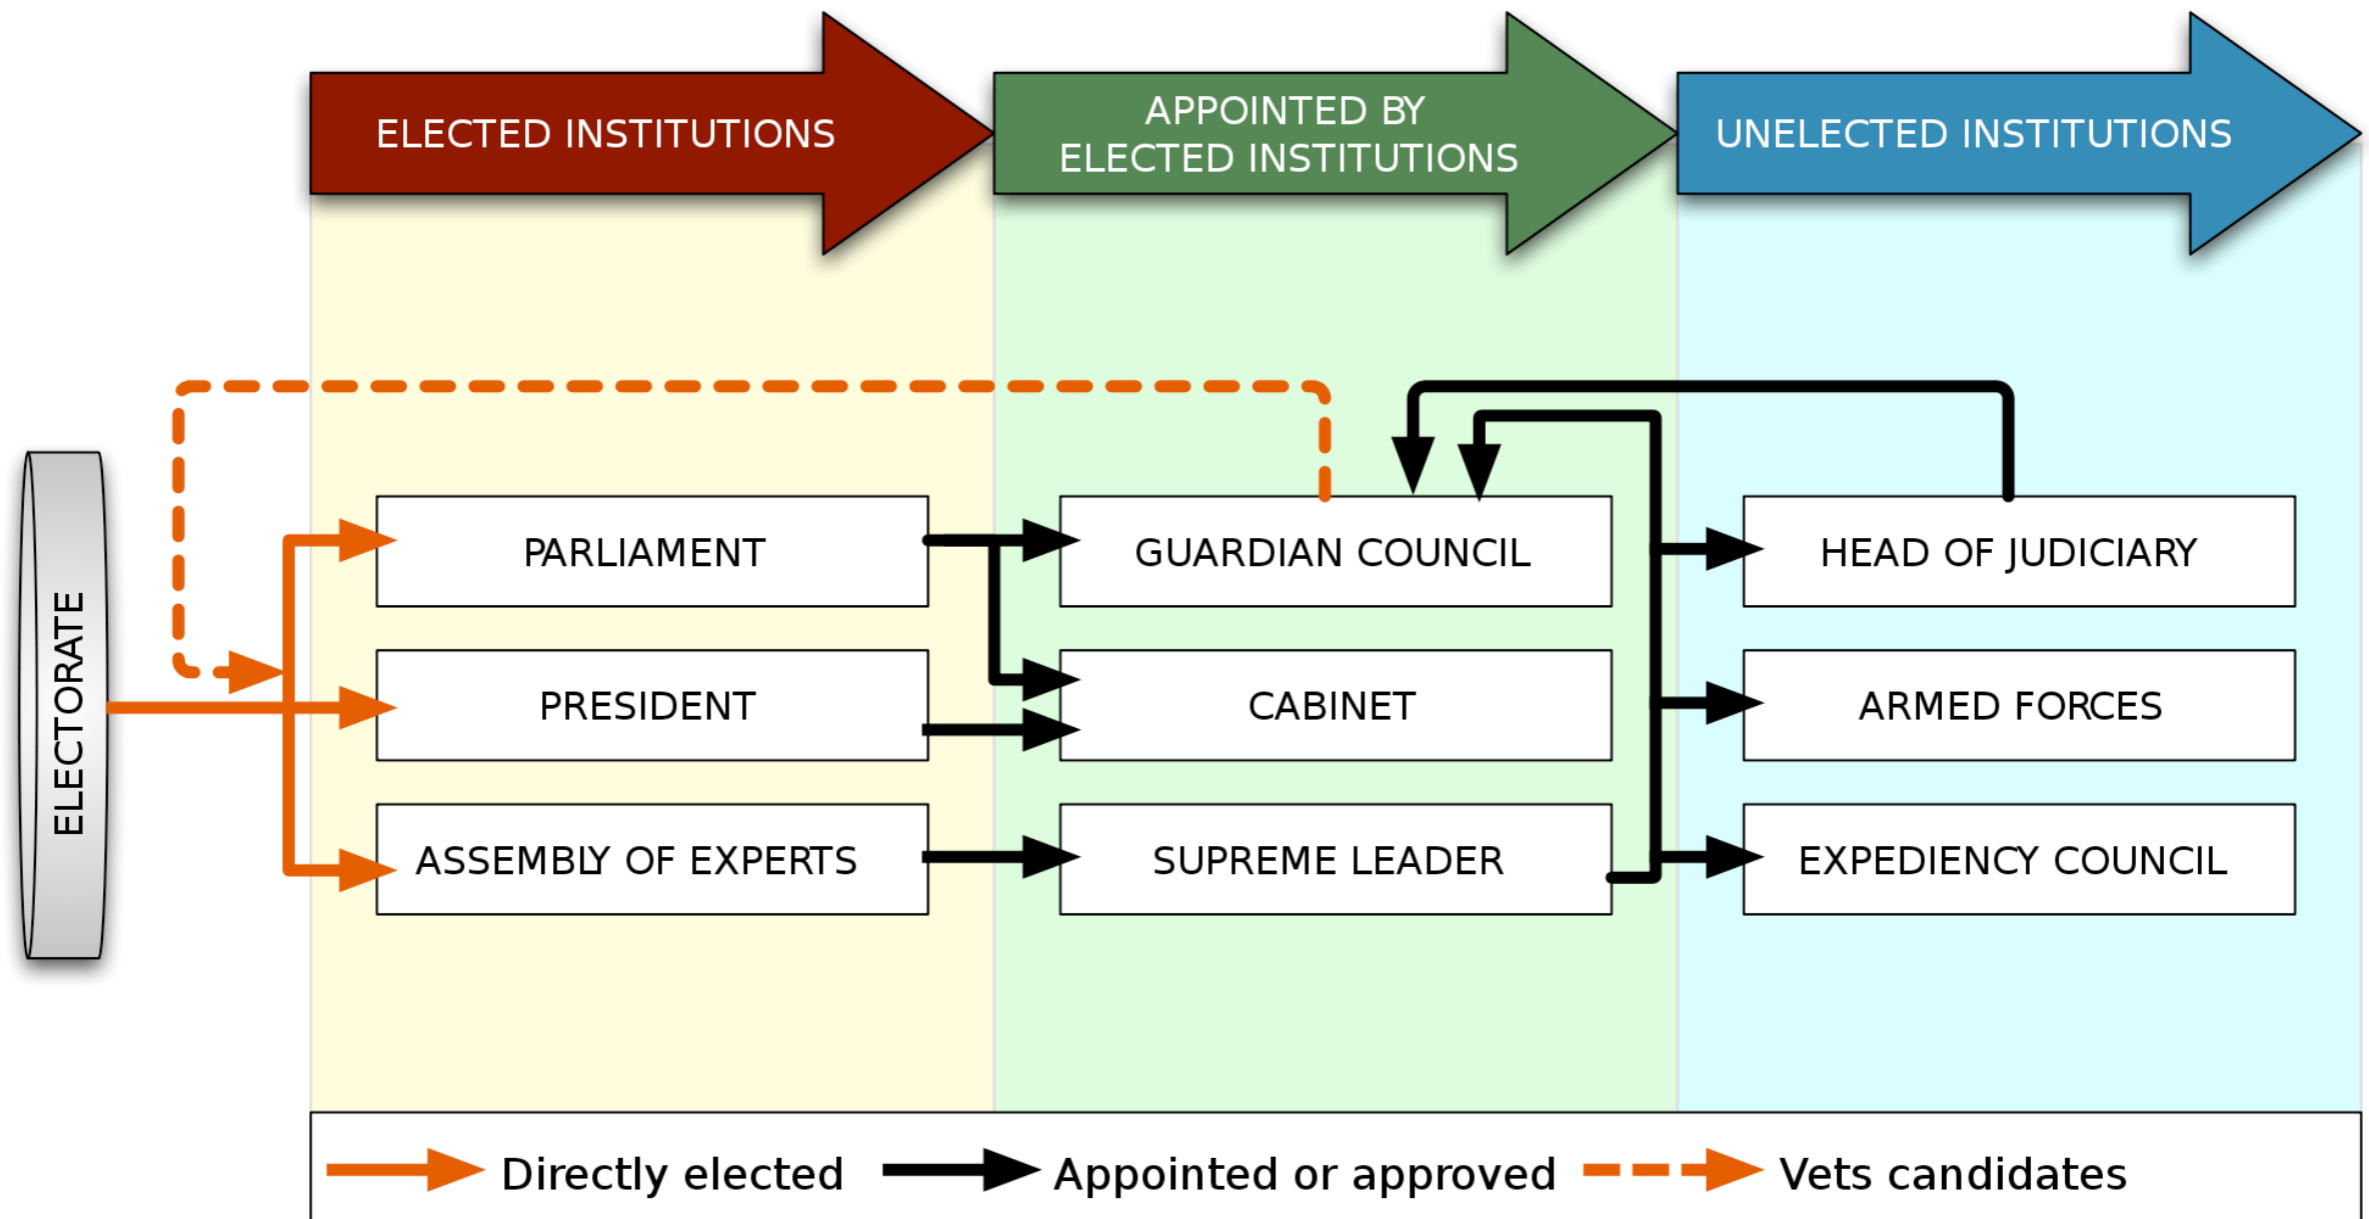 ELECTED INSTITUTIONS
APPOINTED BY
ELECTED INSTITUTIONS
UNELECTED INSTITUTIONS
ELECTORATE
PARLIAMENT
GUARDIAN COUNCIL
HEAD OF JUDICIARY
PRESIDENT
CABINET
ARMED FORCES
ASSEMBLY OF EXPERTS
SUPREME LEADER
EXPEDIENCY COUNCIL
Directly elected
Appointed or approved
Vets candidates